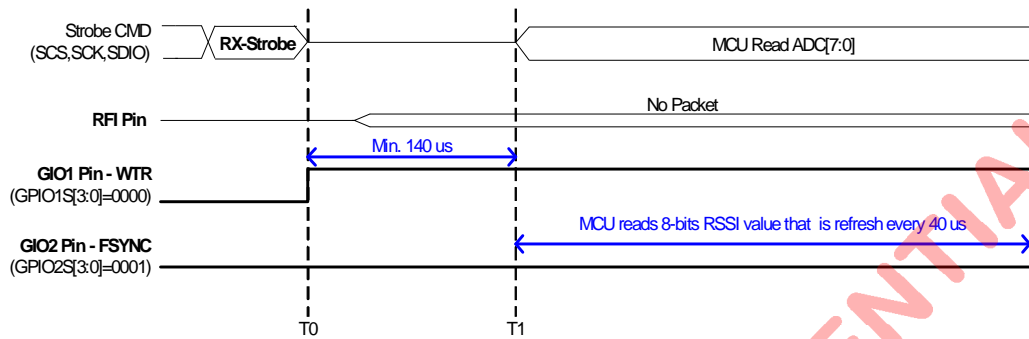 Strobe CMD
(SCS,SCK,SDIO)
RX-Strobe
MCU Read ADC[7:0]
RFI Pin
No Packet
Min. 140 us
GIO1 Pin - WTR
(GPIO1S[3:0]=0000)
MCU reads 8-bits RSSI value that is refresh every 40 us
GIO2 Pin - FSYNC
(GPIO2S[3:0]=0001)
T0
T1